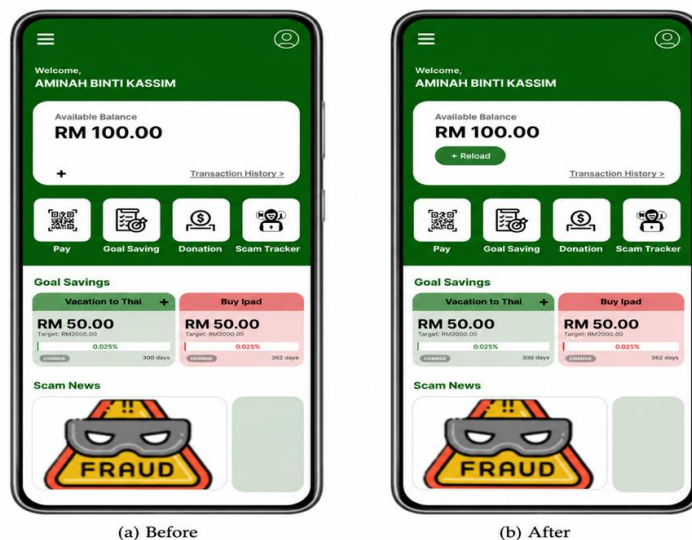 Welcome,
AMINAH BINTI KASSIM
Available Balance
RM 100.00
+
Transaction History >
Pay
Goal Saving
Donation
Scam Tracker
Goal Savings
Vacation to Thai +
Buy Ipad
RM 50.00
Target: RM2000.00
0.025%
CHANGE
300 days
RM 50.00
Target: RM2000.00
0.025%
CHANGE
362 days
Scam News
!!
FRAUD
(a) Before
Welcome,
AMINAH BINTI KASSIM
Available Balance
RM 100.00
+ Reload
Transaction History >
Pay
Goal Saving
Donation
Scam Tracker
Goal Savings
Vacation to Thai +
Buy Ipad
RM 50.00
Target: RM2000.00
0.025%
CHANGE
300 days
RM 50.00
Target: RM2000.00
0.025%
CHANGE
362 days
Scam News
!!
FRAUD
(b) After